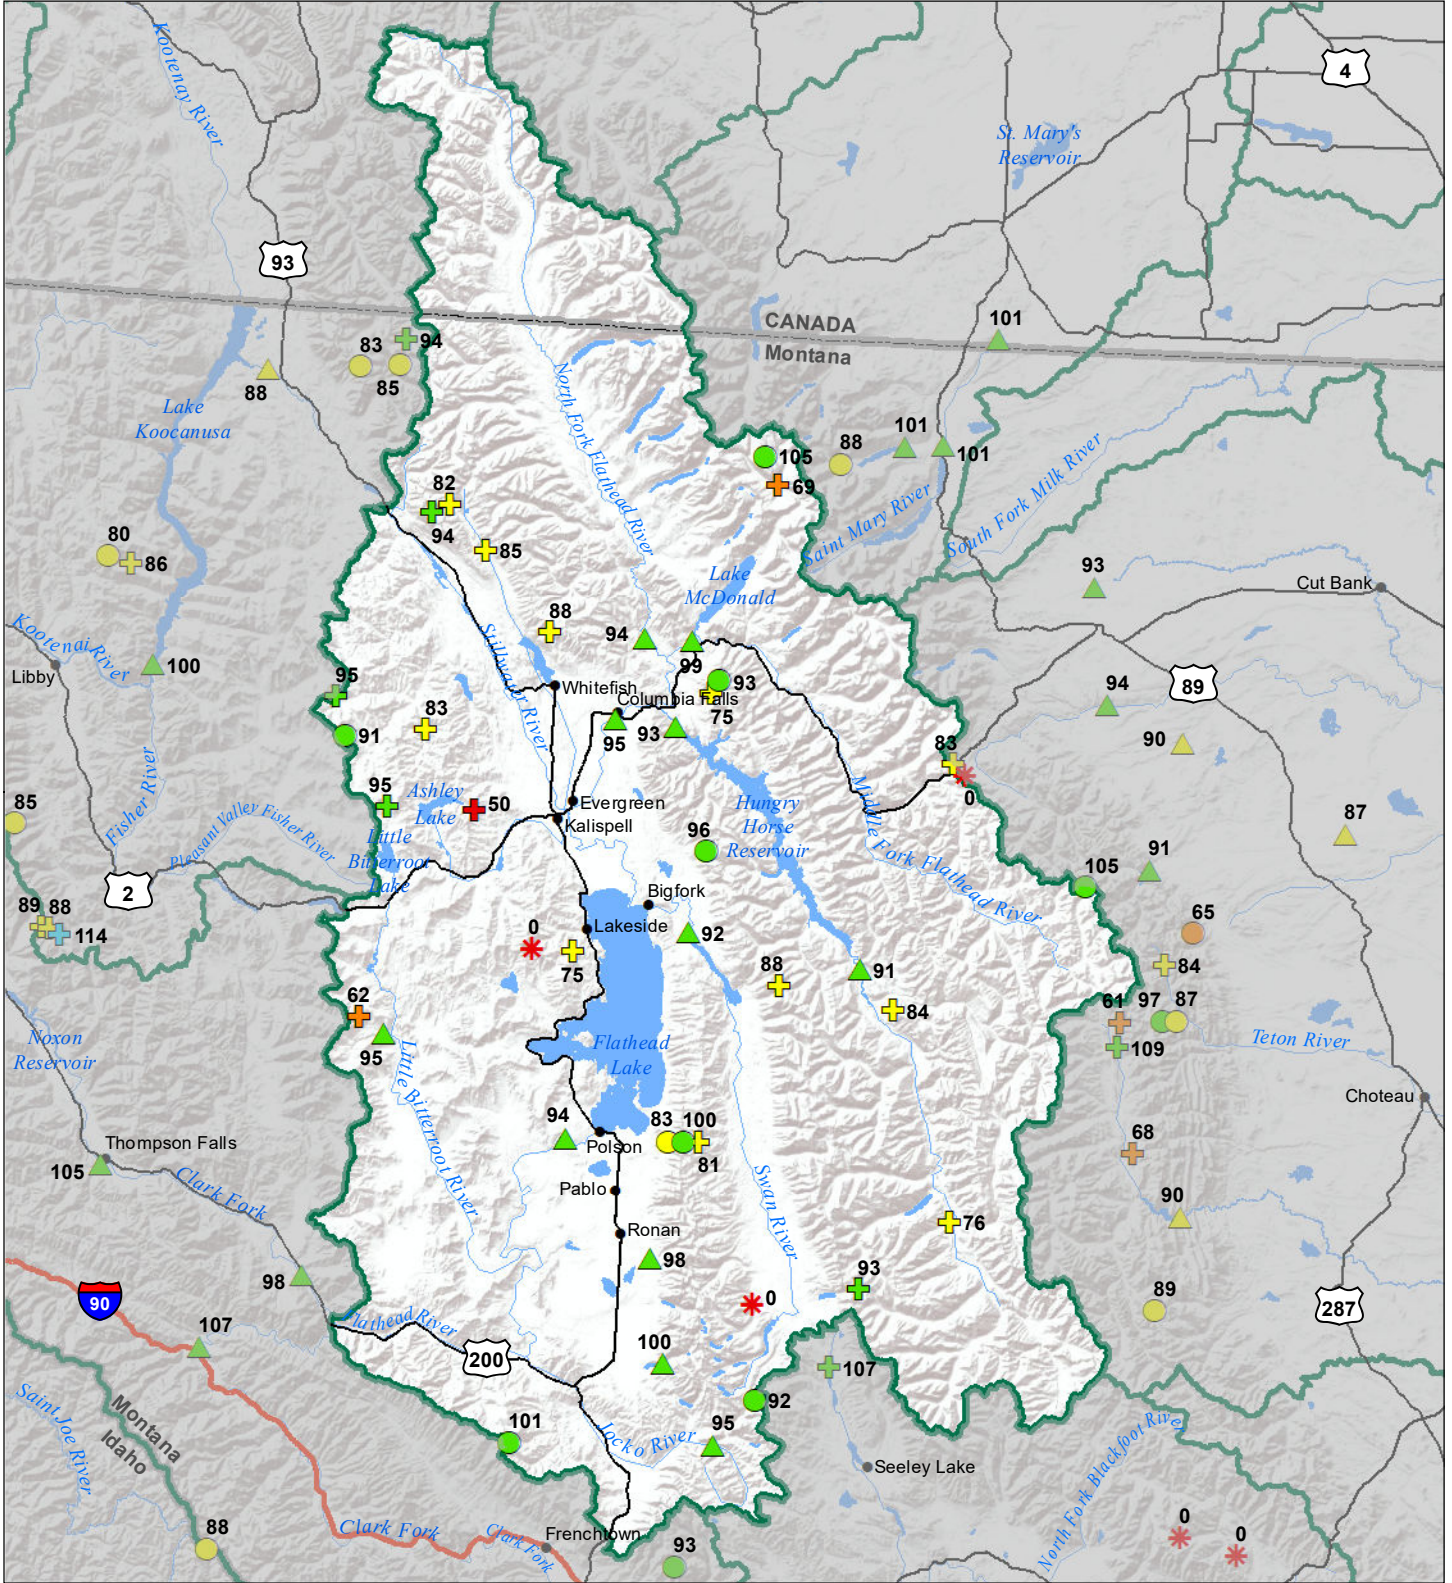 Kootenay River
4
St. Mary's
Reservoir
93
CANADA
Montana
101
94
83
85
88
Lake
Koocanusa
North Fork Flathead River
101
88
101
105
69
82
94
85
Saint Mary River
South Fork Milk River
80
86
Lake
McDonald
93
Cut Bank
Kootenai River
Libby
100
88
94
99
Stillwater River
Whitefish
Columbia Falls
93
75
95
93
95
91
83
94
89
90
83
0
Fisher River
95
Ashley
Lake
50
Evergreen
Kalispell
Hungry
Horse
Reservoir
Middle Fork Flathead River
87
85
Pleasant Valley Fisher River
Little
Bitterroot
Lake
96
91
105
2
Bigfork
89
88
114
0
Lakeside
75
92
65
84
88
91
84
62
95
61
97
87
109
Noxon
Reservoir
Little Bitterroot River
Flathead
Lake
Teton River
Choteau
94
83
100
81
Polson
68
Thompson Falls
105
Clark Fork
Pablo
Swan River
90
Ronan
76
98
98
93
90
0
89
287
107
Flathead River
200
100
107
92
Saint Joe River
Montana
Idaho
101
Jocko River
95
Seeley Lake
North Fork Blackfoot River
88
Clark Fork
Clark Fork
Frenchtown
93
0
0